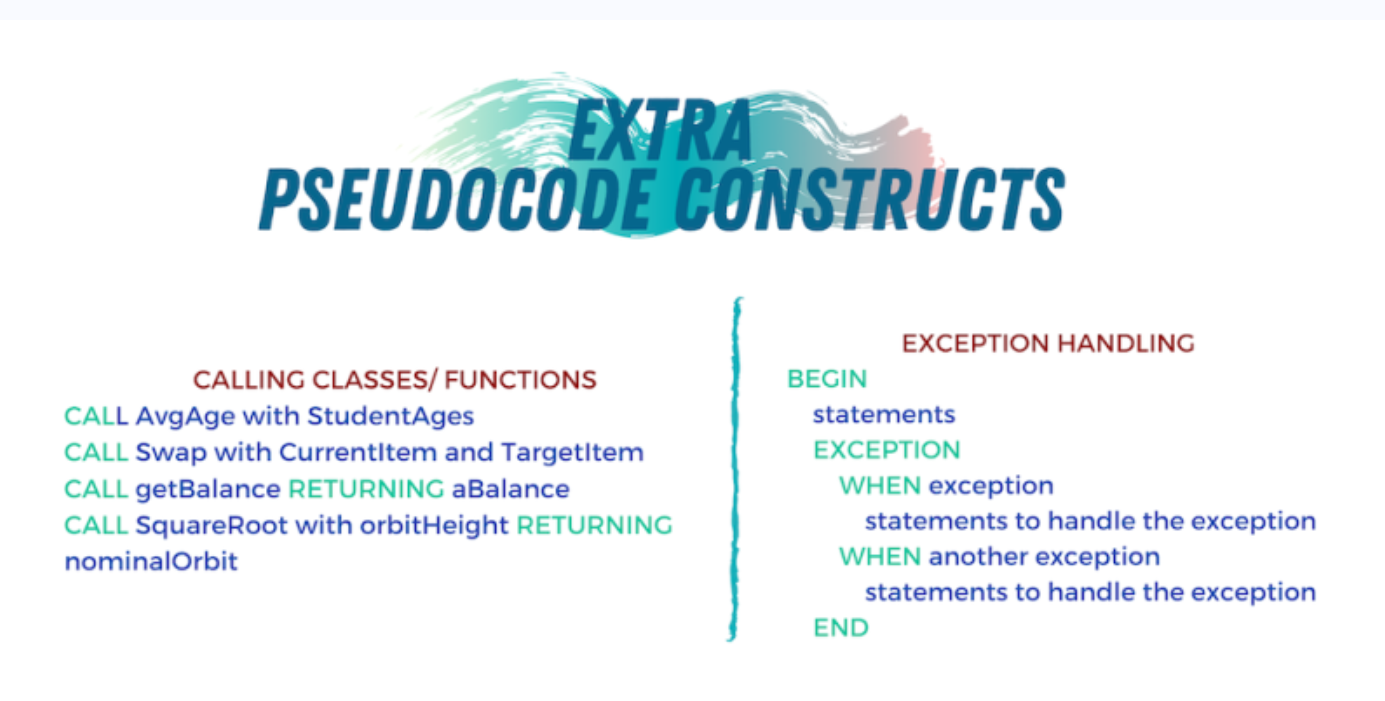 EXTRA
PSEUDOCODE CONSTRUCTS
CALLING CLASSES/ FUNCTIONS
CALL AvgAge with StudentAges
CALL Swap with CurrentItem and TargetItem
CALL getBalance RETURNING aBalance
CALL SquareRoot with orbitHeight RETURNING
nominalOrbit
EXCEPTION HANDLING
BEGIN
statements
EXCEPTION
WHEN exception
statements to handle the exception
WHEN another exception
statements to handle the exception
END